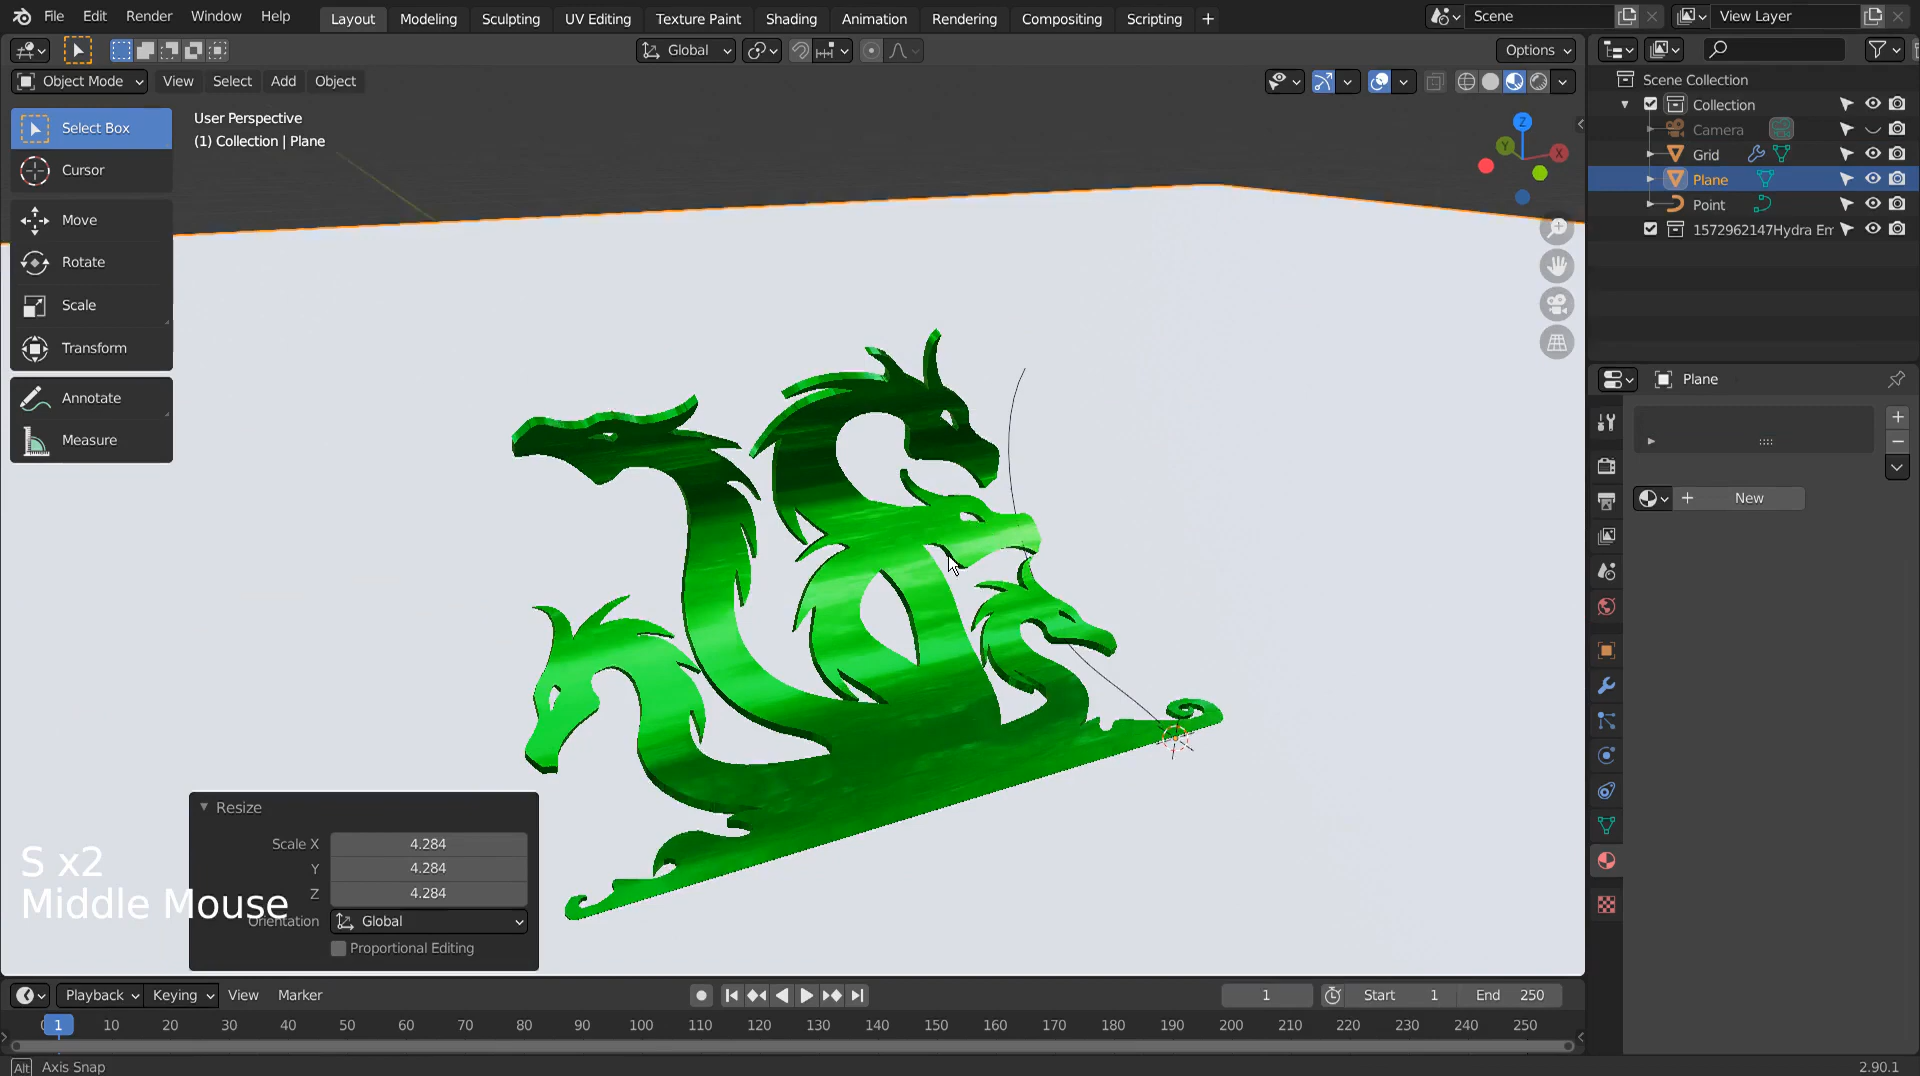 File Edit Render Window Help
Layout Modeling Sculpting UV Editing Texture Paint Shading Animation Rendering Compositing Scripting +
Scene
View Layer
Global
Options
Object Mode View Select Add Object
Scene Collection
Collection
Camera
Grid
Plane
Point
1572962147Hydra Em
User Perspective
(1) Collection | Plane
Z
Y
X
Select Box
Cursor
Move
Rotate
Scale
Transform
Annotate
Measure
Plane
+ New
Resize
Scale X 4.284
Y 4.284
Z 4.284
Orientation Global
Proportional Editing
S x2
Middle Mouse
Playback Keying View Marker
1
Start 1
End 250
0 1 10 20 30 40 50 60 70 80 90 100 110 120 130 140 150 160 170 180 190 200 210 220 230 240 250
Alt Axis Snap
2.90.1